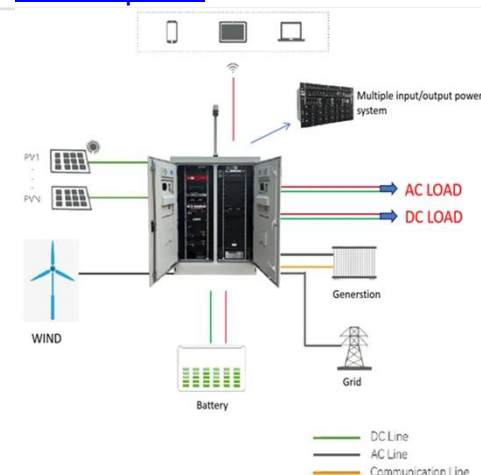 Multiple input/output power
system
PV1
PVN
AC LOAD
DC LOAD
WIND
Generstion
Grid
Battery
DC Line
AC Line
Communication Line